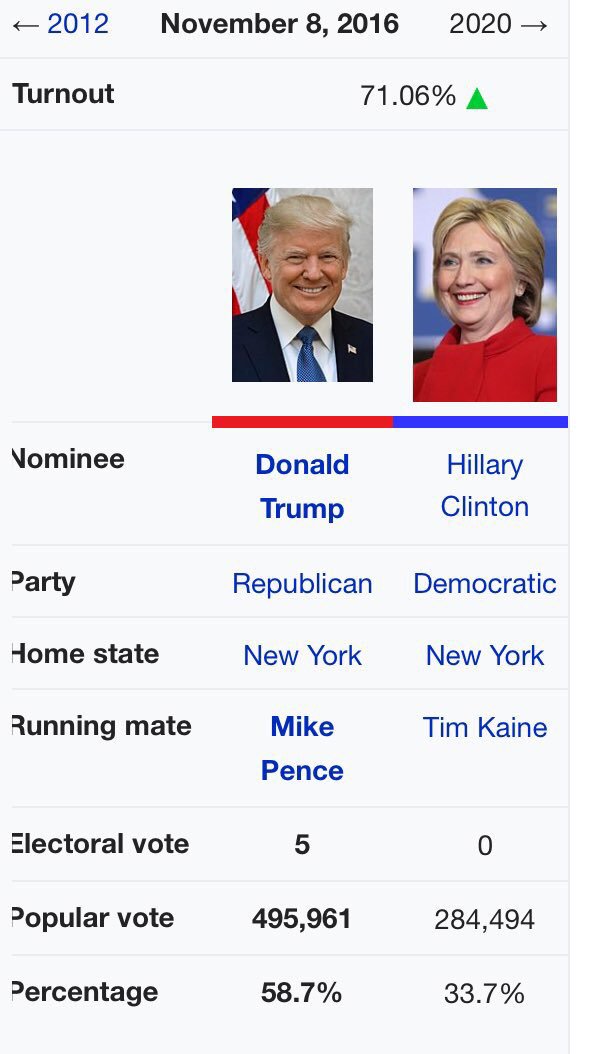 ← 2012 November 8, 2016 2020 →
Turnout 71.06% ▲
Nominee Donald Trump Hillary Clinton
Party Republican Democratic
Home state New York New York
Running mate Mike Pence Tim Kaine
Electoral vote 5 0
Popular vote 495,961 284,494
Percentage 58.7% 33.7%